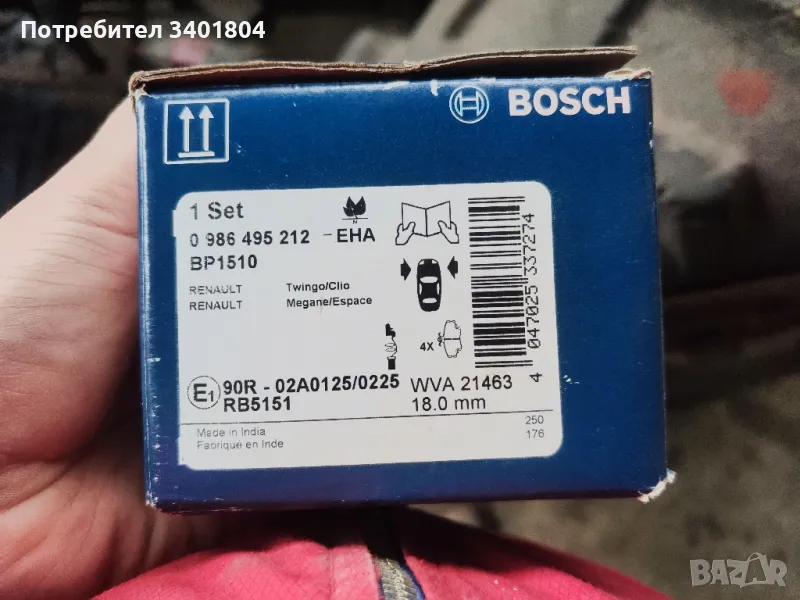 Потребител 3401804
BOSCH
1 Set
0 986 495 212 -EHA
BP1510
RENAULT Twingo/Clio
RENAULT Megane/Espace
4X
4 047025 337274
E1 90R - 02A0125/0225 WVA 21463
RB5151 18.0 mm
Made in India 250
Fabriqué en Inde 176
BAZAR